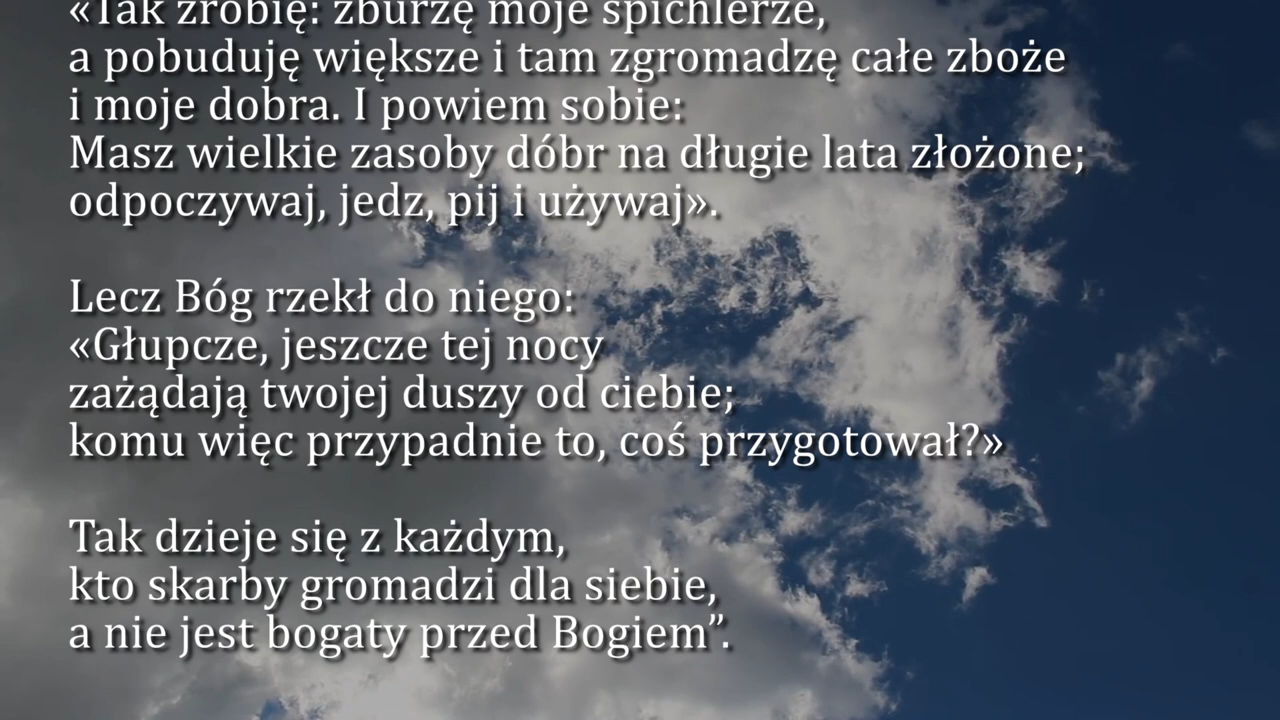 «Tak zrobię: zburzę moje spichlerze,
a pobuduję większe i tam zgromadzę całe zboże
i moje dobra. I powiem sobie:
Masz wielkie zasoby dóbr na długie lata złożone;
odpoczywaj, jedz, pij i używaj».
Lecz Bóg rzekł do niego:
«Głupcze, jeszcze tej nocy
zażądają twojej duszy od ciebie;
komu więc przypadnie to, coś przygotował?»
Tak dzieje się z każdym,
kto skarby gromadzi dla siebie,
a nie jest bogaty przed Bogiem”.